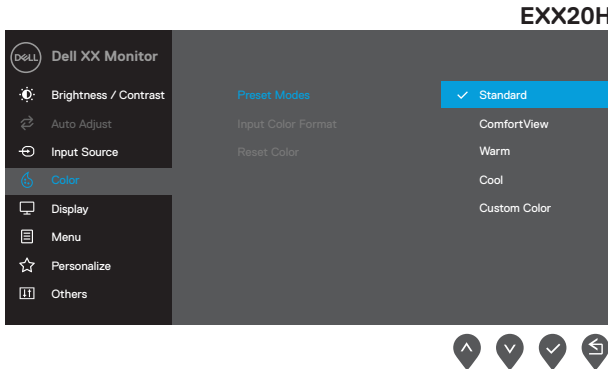 EXX20H
DELL Dell XX Monitor
Brightness / Contrast Preset Modes Standard
Auto Adjust Input Color Format ComfortView
Input Source Reset Color Warm
Color Cool
Display Custom Color
Menu
Personalize
Others